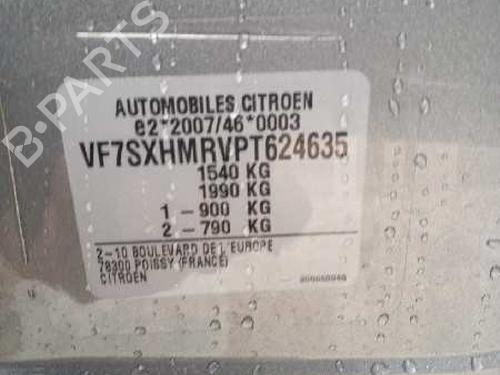 AUTOMOBILES CITROEN
e2*2007/46*0003
VF7SXHMRVPT624635
1540 KG
1990 KG
1 - 900 KG
2 - 790 KG
2-10 BOULEVARD DE L'EUROPE
78300 POISSY (FRANCE)
CITROEN